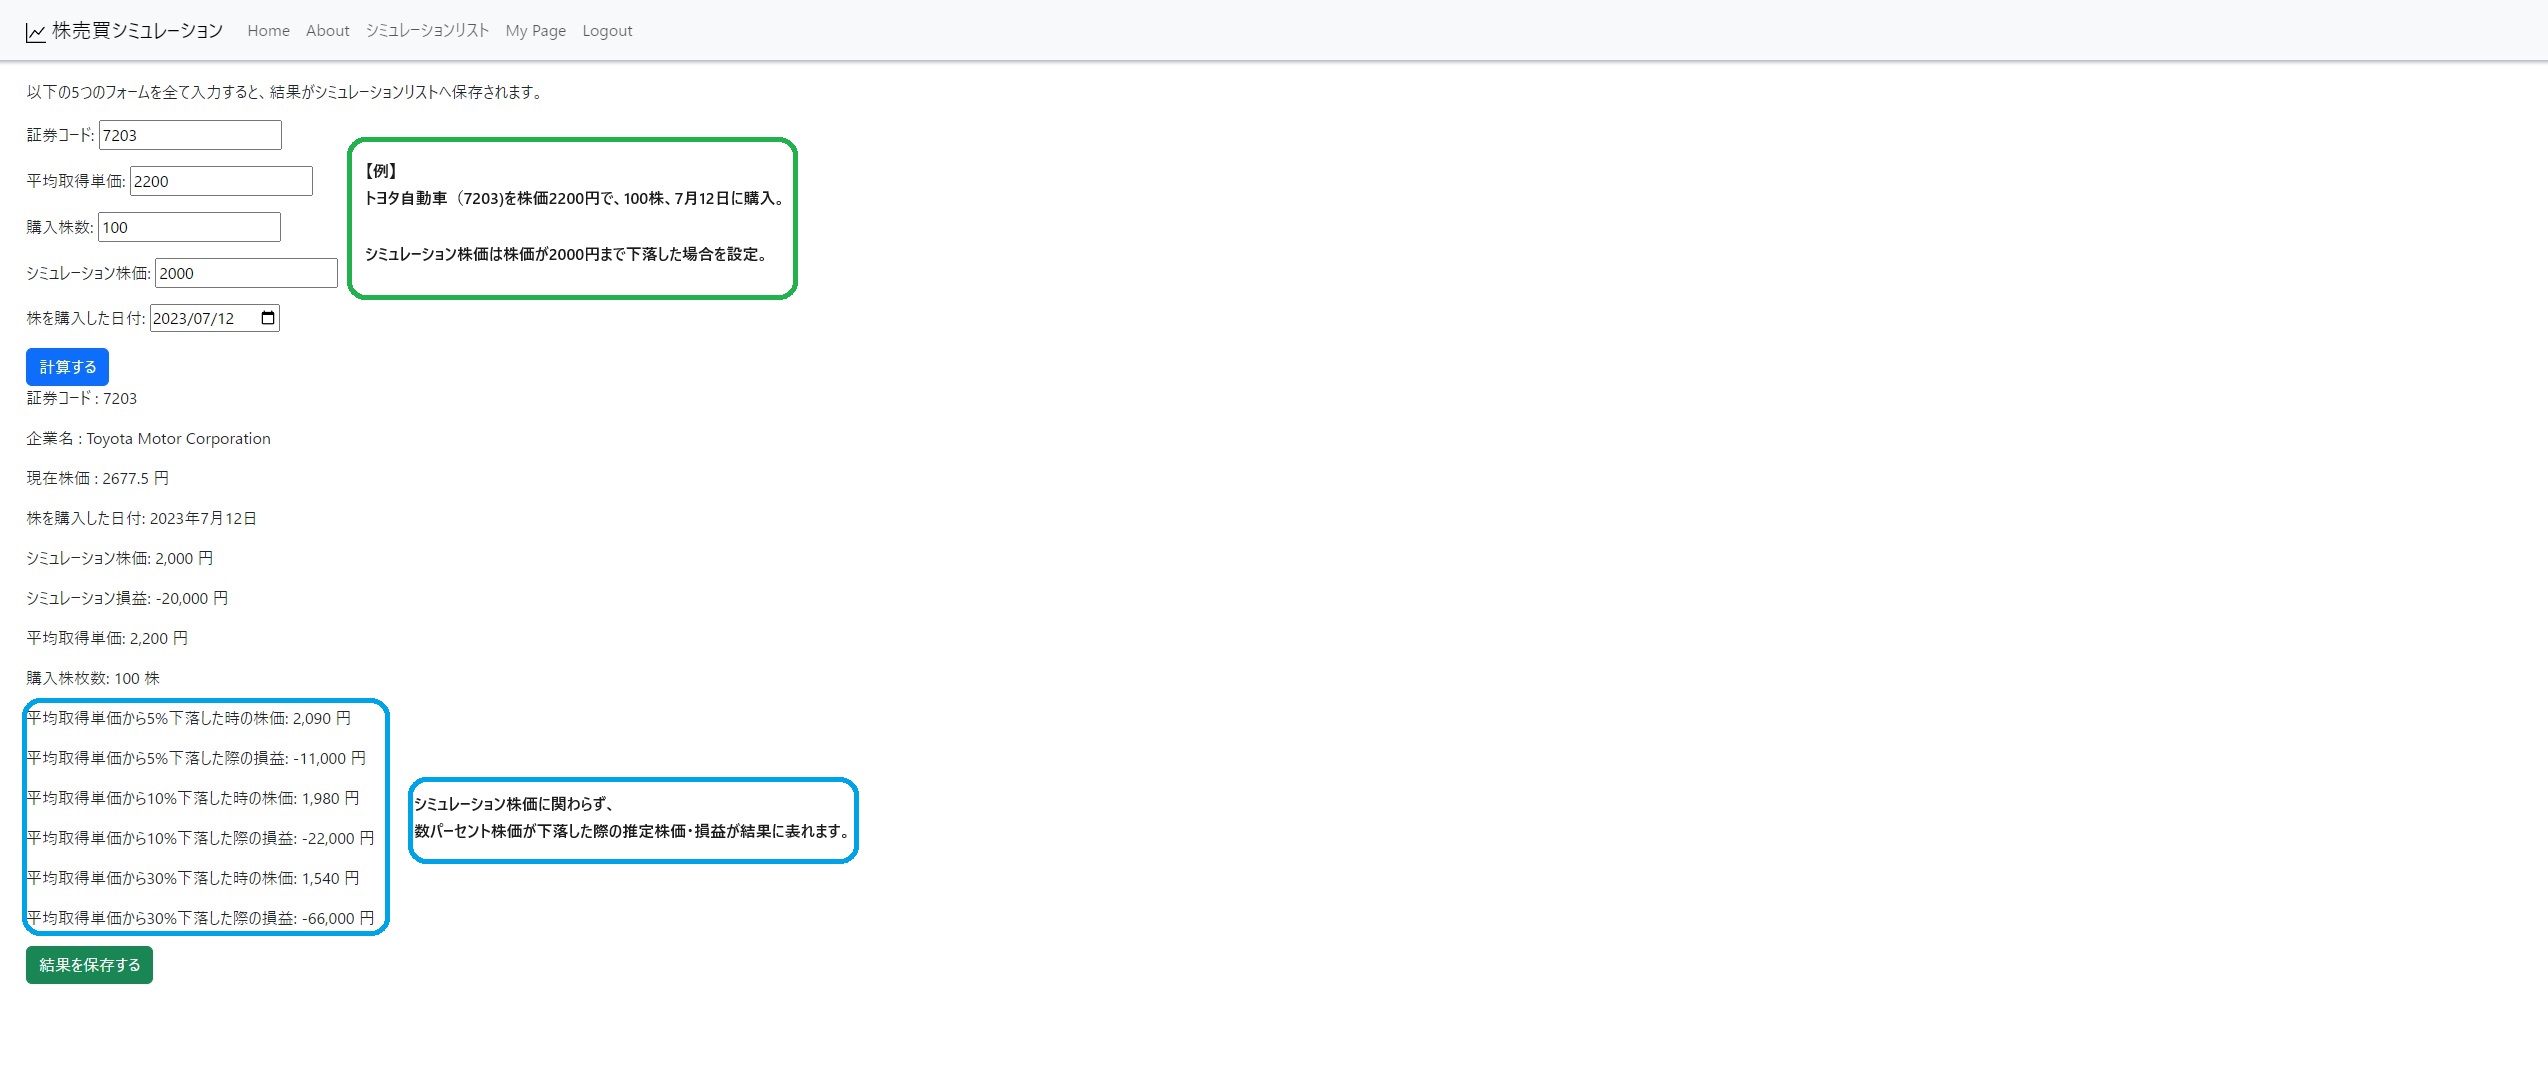 株売買シミュレーション Home About シミュレーションリスト My Page Logout
以下の5つのフォームを全て入力すると、結果がシミュレーションリストへ保存されます。
証券コード: 7203
平均取得単価: 2200
購入株数: 100
シミュレーション株価: 2000
株を購入した日付: 2023/07/12
【例】
トヨタ自動車（7203)を株価2200円で、100株、7月12日に購入。
シミュレーション株価は株価が2000円まで下落した場合を設定。
計算する
証券コード : 7203
企業名 : Toyota Motor Corporation
現在株価 : 2677.5 円
株を購入した日付: 2023年7月12日
シミュレーション株価: 2,000 円
シミュレーション損益: -20,000 円
平均取得単価: 2,200 円
購入株枚数: 100 株
平均取得単価から5%下落した時の株価: 2,090 円
平均取得単価から5%下落した際の損益: -11,000 円
平均取得単価から10%下落した時の株価: 1,980 円
平均取得単価から10%下落した際の損益: -22,000 円
平均取得単価から30%下落した時の株価: 1,540 円
平均取得単価から30%下落した際の損益: -66,000 円
シミュレーション株価に関わらず、
数パーセント株価が下落した際の推定株価・損益が結果に表れます。
結果を保存する